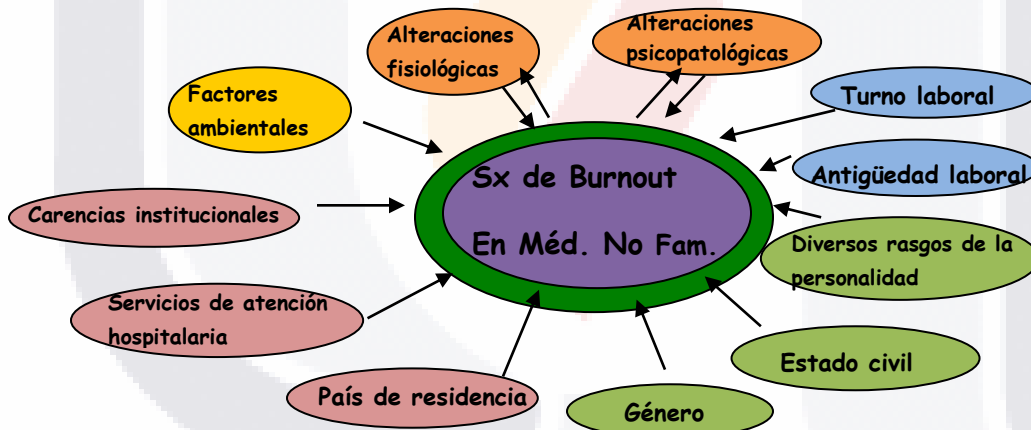 Alteraciones
fisiológicas
Alteraciones
psicopatológicas
Factores
ambientales
Turno laboral
Sx de Burnout
En Méd. No Fam.
Antigüedad laboral
Carencias institucionales
Diversos rasgos de la
personalidad
Servicios de atención
hospitalaria
Estado civil
País de residencia
Género